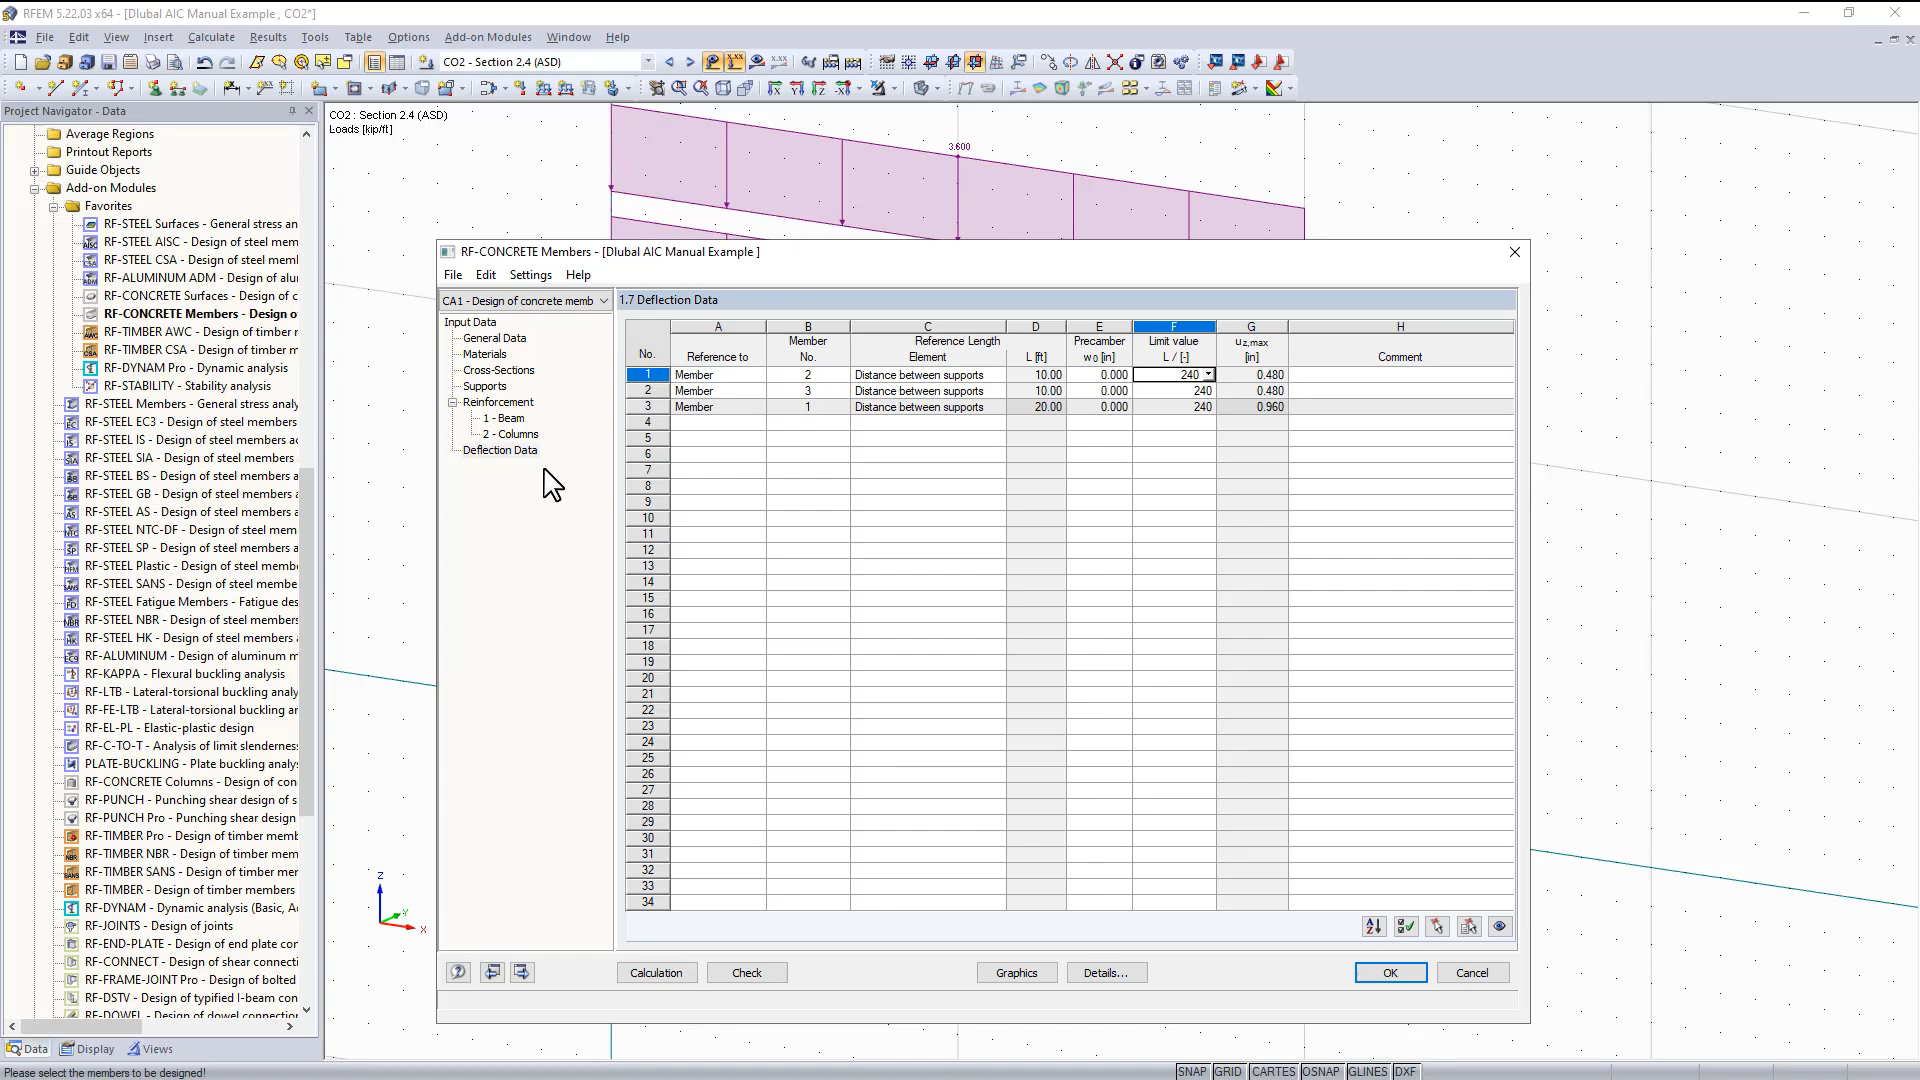 RFEM 5.22.03 x64 - [Dlubal AIC Manual Example , CO2*]
File Edit View Insert Calculate Results Tools Table Options Add-on Modules Window Help
CO2 - Section 2.4 (ASD)
Project Navigator - Data
Average Regions
Printout Reports
Guide Objects
Add-on Modules
Favorites
RF-STEEL Surfaces - General stress an
RF-STEEL AISC - Design of steel mem
RF-STEEL CSA - Design of steel memb
RF-ALUMINUM ADM - Design of alu
RF-CONCRETE Surfaces - Design of c
RF-CONCRETE Members - Design o
RF-TIMBER AWC - Design of timber r
RF-TIMBER CSA - Design of timber m
RF-DYNAM Pro - Dynamic analysis
RF-STABILITY - Stability analysis
RF-STEEL Members - General stress analy
RF-STEEL EC3 - Design of steel members
RF-STEEL IS - Design of steel members ac
RF-STEEL SIA - Design of steel members
RF-STEEL BS - Design of steel members a
RF-STEEL GB - Design of steel members a
RF-STEEL AS - Design of steel members a
RF-STEEL NTC-DF - Design of steel mem
RF-STEEL SP - Design of steel members a
RF-STEEL Plastic - Design of steel membe
RF-STEEL SANS - Design of steel membe
RF-STEEL Fatigue Members - Fatigue des
RF-STEEL NBR - Design of steel members
RF-STEEL HK - Design of steel members a
RF-ALUMINUM - Design of aluminum m
RF-KAPPA - Flexural buckling analysis
RF-LTB - Lateral-torsional buckling analy
RF-FE-LTB - Lateral-torsional buckling ar
RF-EL-PL - Elastic-plastic design
RF-C-TO-T - Analysis of limit slenderness
PLATE-BUCKLING - Plate buckling analys
RF-CONCRETE Columns - Design of con
RF-PUNCH - Punching shear design of s
RF-PUNCH Pro - Punching shear design
RF-TIMBER Pro - Design of timber memb
RF-TIMBER NBR - Design of timber mem
RF-TIMBER SANS - Design of timber mer
RF-TIMBER - Design of timber members
RF-DYNAM - Dynamic analysis (Basic, Ad
RF-JOINTS - Design of joints
RF-END-PLATE - Design of end plate con
RF-CONNECT - Design of shear connecti
RF-FRAME-JOINT Pro - Design of bolted
RF-DSTV - Design of typified I-beam con
RF-DOWEL - Design of dowel connection
Data Display Views
Please select the members to be designed!
CO2 : Section 2.4 (ASD)
Loads [kip/ft]
3.600
Z
Y
X
RF-CONCRETE Members - [Dlubal AIC Manual Example ]
File Edit Settings Help
CA1 - Design of concrete memb
Input Data
General Data
Materials
Cross-Sections
Supports
Reinforcement
1 - Beam
2 - Columns
Deflection Data
1.7 Deflection Data
A B C D E F G H
Member Reference Length Precamber Limit value uz,max
No. Reference to No. Element L [ft] w0 [in] L / [-] [in] Comment
1 Member 2 Distance between supports 10.00 0.000 240 0.480
2 Member 3 Distance between supports 10.00 0.000 240 0.480
3 Member 1 Distance between supports 20.00 0.000 240 0.960
4
5
6
7
8
9
10
11
12
13
14
15
16
17
18
19
20
21
22
23
24
25
26
27
28
29
30
31
32
33
34
Calculation Check Graphics Details... OK Cancel
SNAP GRID CARTES OSNAP GLINES DXF